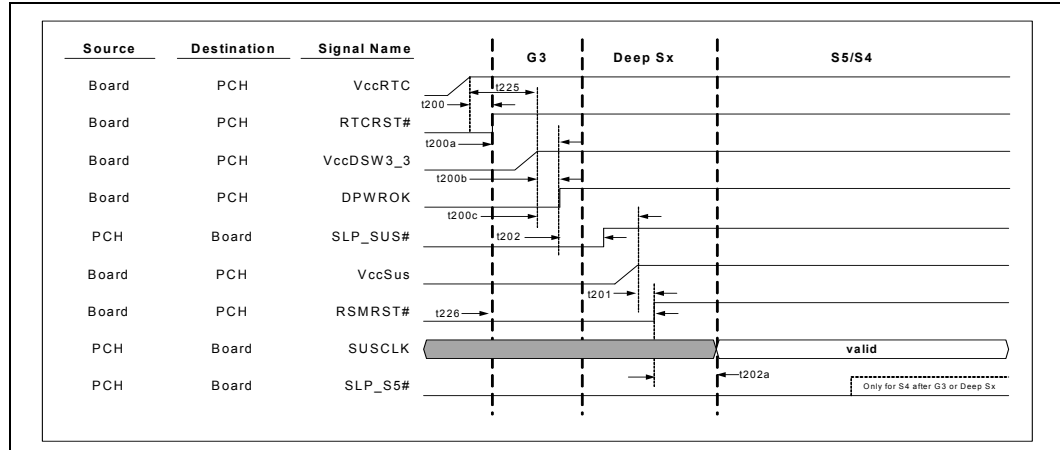 Source Destination Signal Name G3 Deep Sx S5/S4
Board PCH VccRTC
t225
t200
Board PCH RTCRST#
t200a
Board PCH VccDSW3_3
t200b
Board PCH DPWROK
t200c
PCH Board SLP_SUS# t202
Board PCH VccSus
t201
Board PCH RSMRST# t226
PCH Board SUSCLK valid
t202a
PCH Board SLP_S5# Only for S4 after G3 or Deep Sx